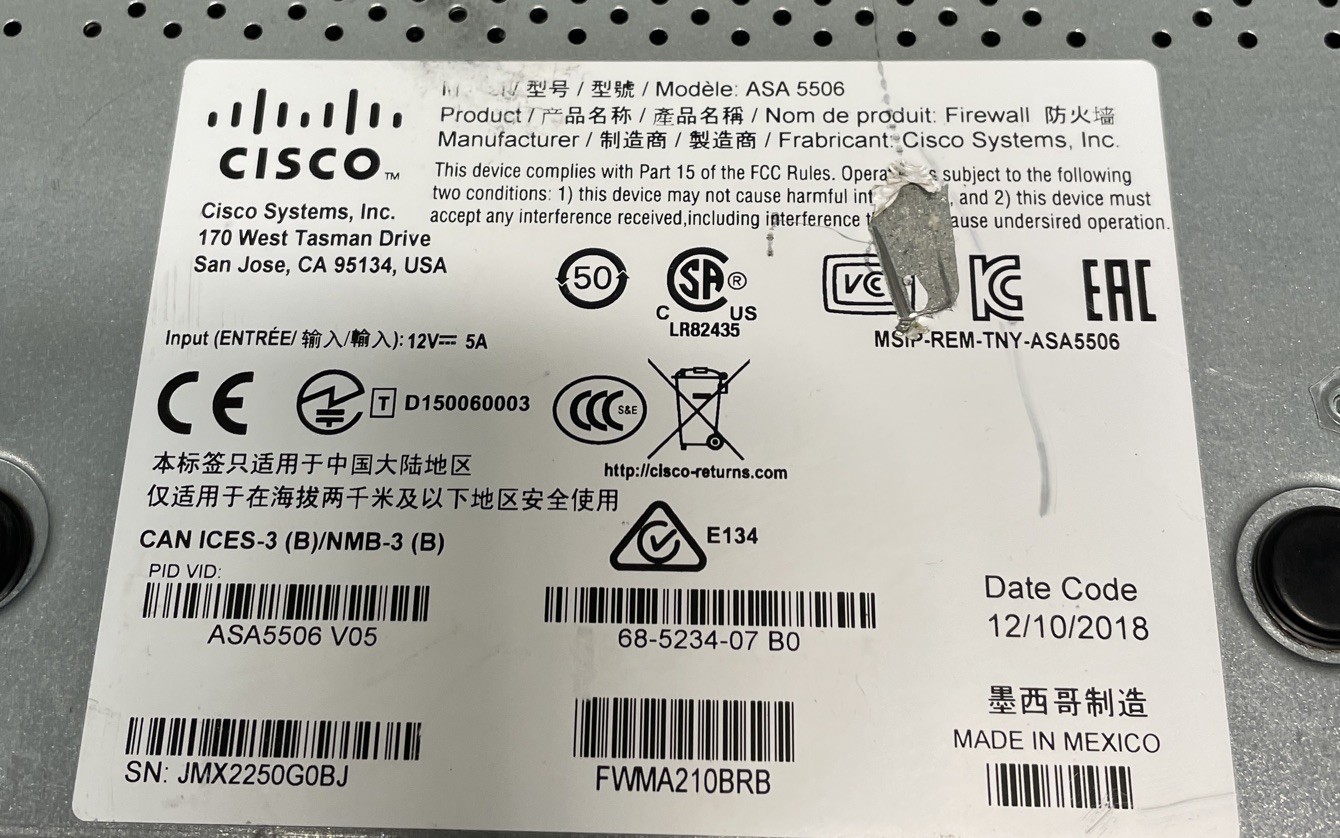 型号 / 型號 / Modèle: ASA 5506
Product / 产品名称 / 產品名稱 / Nom de produit: Firewall 防火墙
Manufacturer / 制造商 / 製造商 / Frabricant: Cisco Systems, Inc.
CISCO™
This device complies with Part 15 of the FCC Rules. subject to the following
two conditions: 1) this device may not cause harmful , and 2) this device must
accept any interference received,including interference undersired operation.
Cisco Systems, Inc.
170 West Tasman Drive
San Jose, CA 95134, USA
50
C SA ® US
LR82435
EAC
MSIP-REM-TNY-ASA5506
Input (ENTRÉE/ 输入/輸入): 12V⎓ 5A
CE
T D150060003
CCC S&E
http://cisco-returns.com
本标签只适用于中国大陆地区
仅适用于在海拔两千米及以下地区安全使用
CAN ICES-3 (B)/NMB-3 (B)
E134
PID VID:
ASA5506 V05
68-5234-07 B0
Date Code
12/10/2018
墨西哥制造
MADE IN MEXICO
SN: JMX2250G0BJ
FWMA210BRB